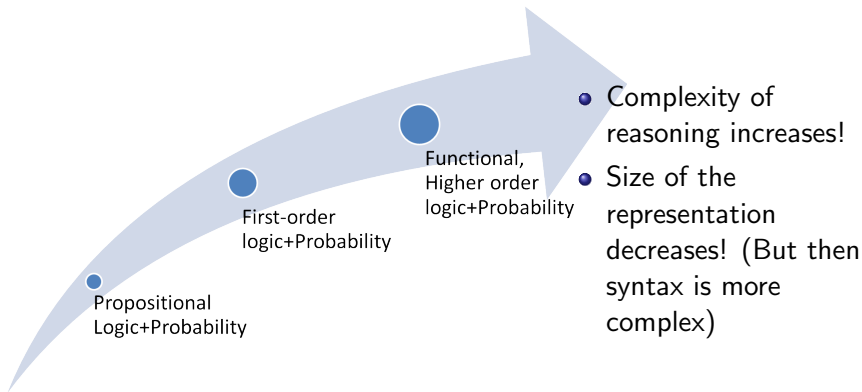 Propositional
Logic+Probability
First-order
logic+Probability
Functional,
Higher order
logic+Probability
Complexity of
reasoning increases!
Size of the
representation
decreases! (But then
syntax is more
complex)